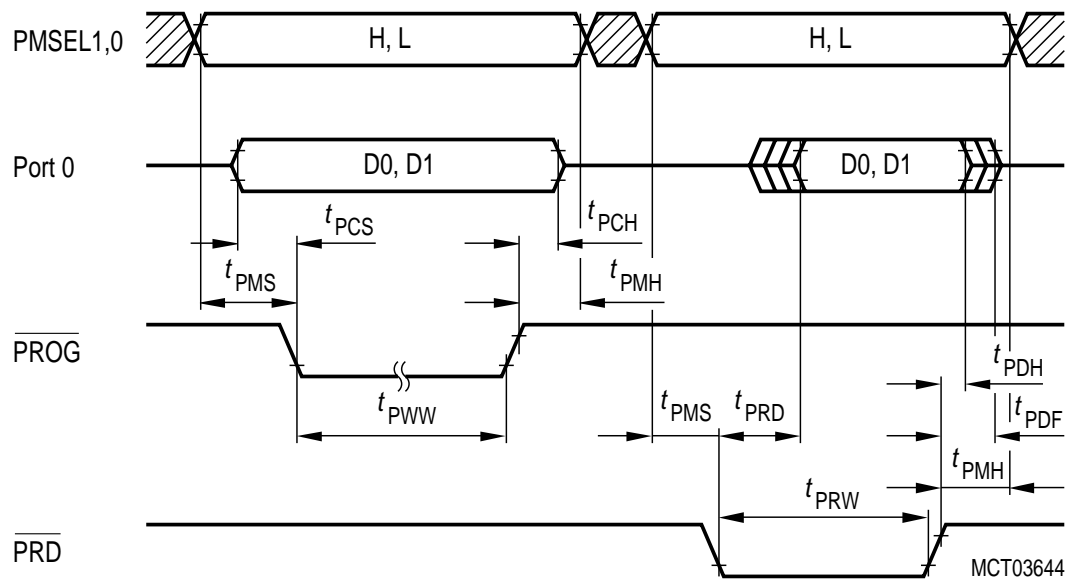 PMSEL1,0
H, L
H, L
Port 0
D0, D1
D0, D1
tPCS
tPCH
tPMS
tPMH
PROG
tPDH
tPWW
tPMS
tPRD
tPDF
tPMH
tPRW
PRD
MCT03644